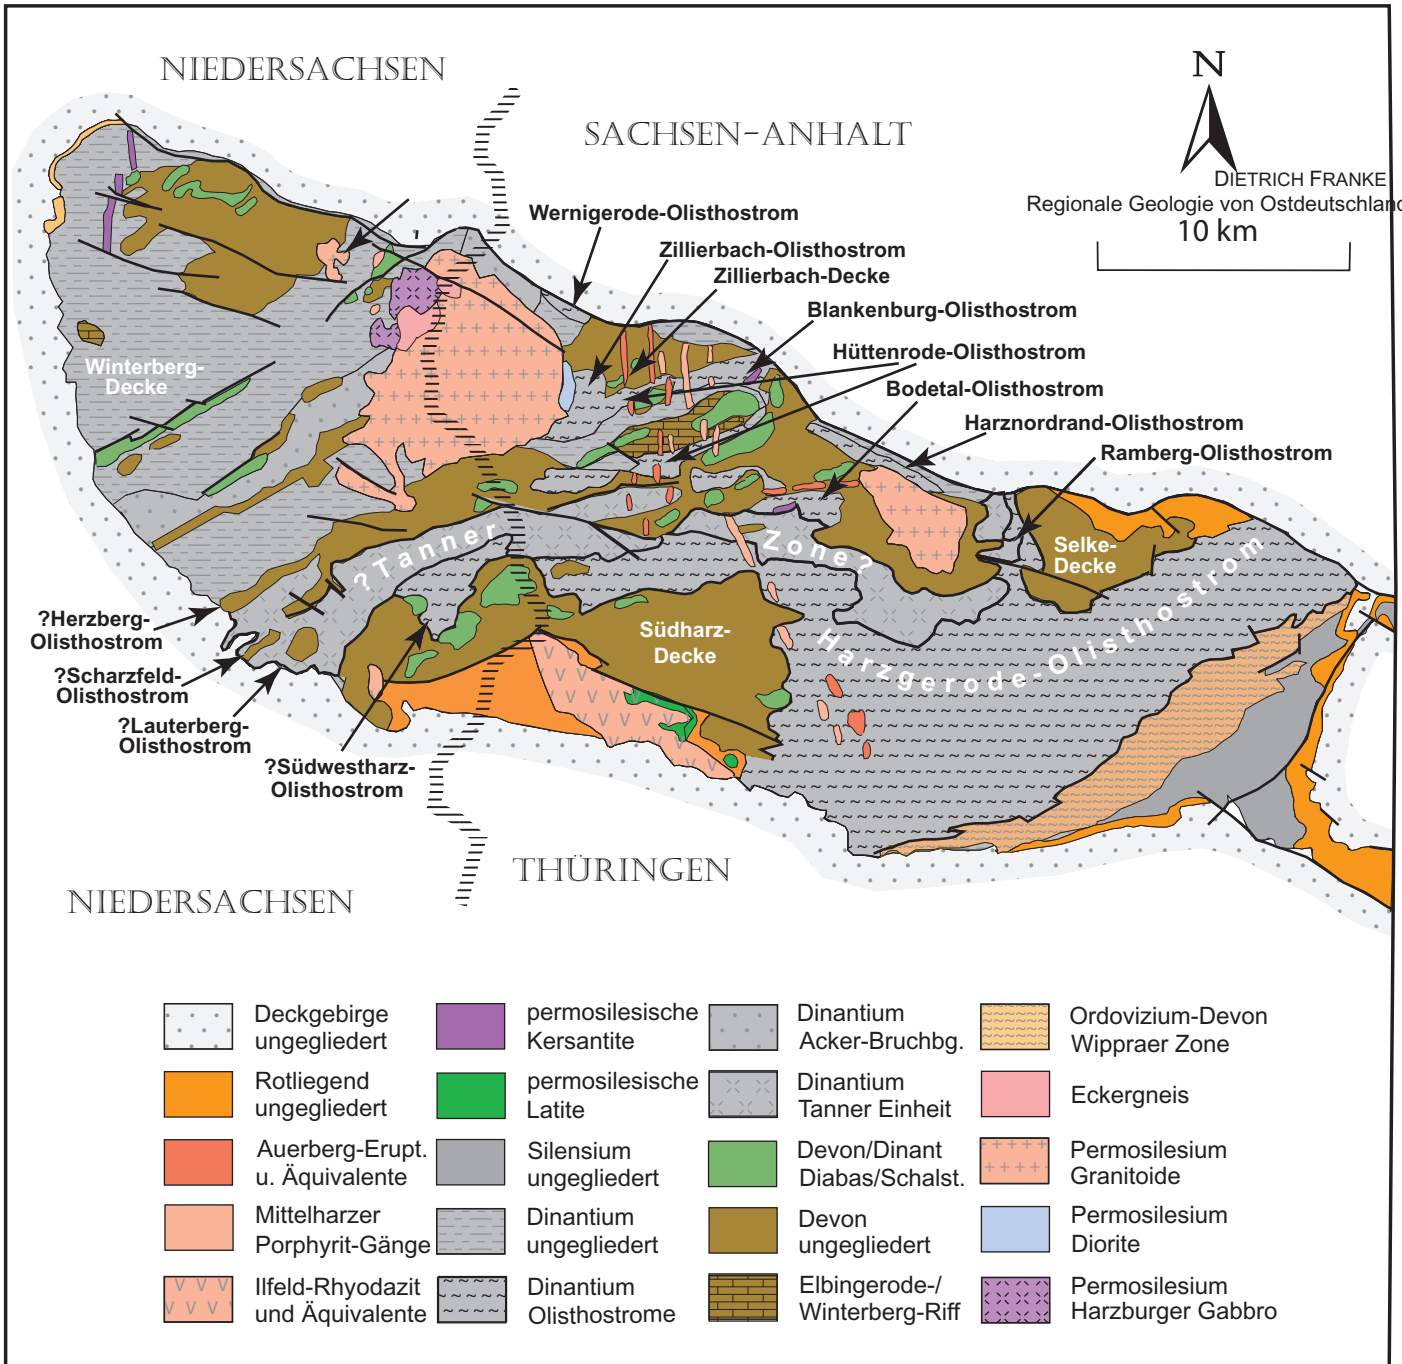 NIEDERSACHSEN
SACHSEN-ANHALT
N
DIETRICH FRANKE
Regionale Geologie von Ostdeutschland
10 km
Wernigerode-Olisthostrom
Zillierbach-Olisthostrom
Zillierbach-Decke
Blankenburg-Olisthostrom
Hüttenrode-Olisthostrom
Bodetal-Olisthostrom
Harznordrand-Olisthostrom
Ramberg-Olisthostrom
Winterberg-
Decke
?Tanner Zone?
Selke-
Decke
Südharz-
Decke
Harzgerode-Olisthostrom
?Herzberg-
Olisthostrom
?Scharzfeld-
Olisthostrom
?Lauterberg-
Olisthostrom
?Südwestharz-
Olisthostrom
THÜRINGEN
NIEDERSACHSEN
Deckgebirge
ungegliedert
Rotliegend
ungegliedert
Auerberg-Erupt.
u. Äquivalente
Mittelharzer
Porphyrit-Gänge
Ilfeld-Rhyodazit
und Äquivalente
permosilesische
Kersantite
permosilesische
Latite
Silensium
ungegliedert
Dinantium
ungegliedert
Dinantium
Olisthostrome
Dinantium
Acker-Bruchbg.
Dinantium
Tanner Einheit
Devon/Dinant
Diabas/Schalst.
Devon
ungegliedert
Elbingerode-/
Winterberg-Riff
Ordovizium-Devon
Wippraer Zone
Eckergneis
Permosilesium
Granitoide
Permosilesium
Diorite
Permosilesium
Harzburger Gabbro